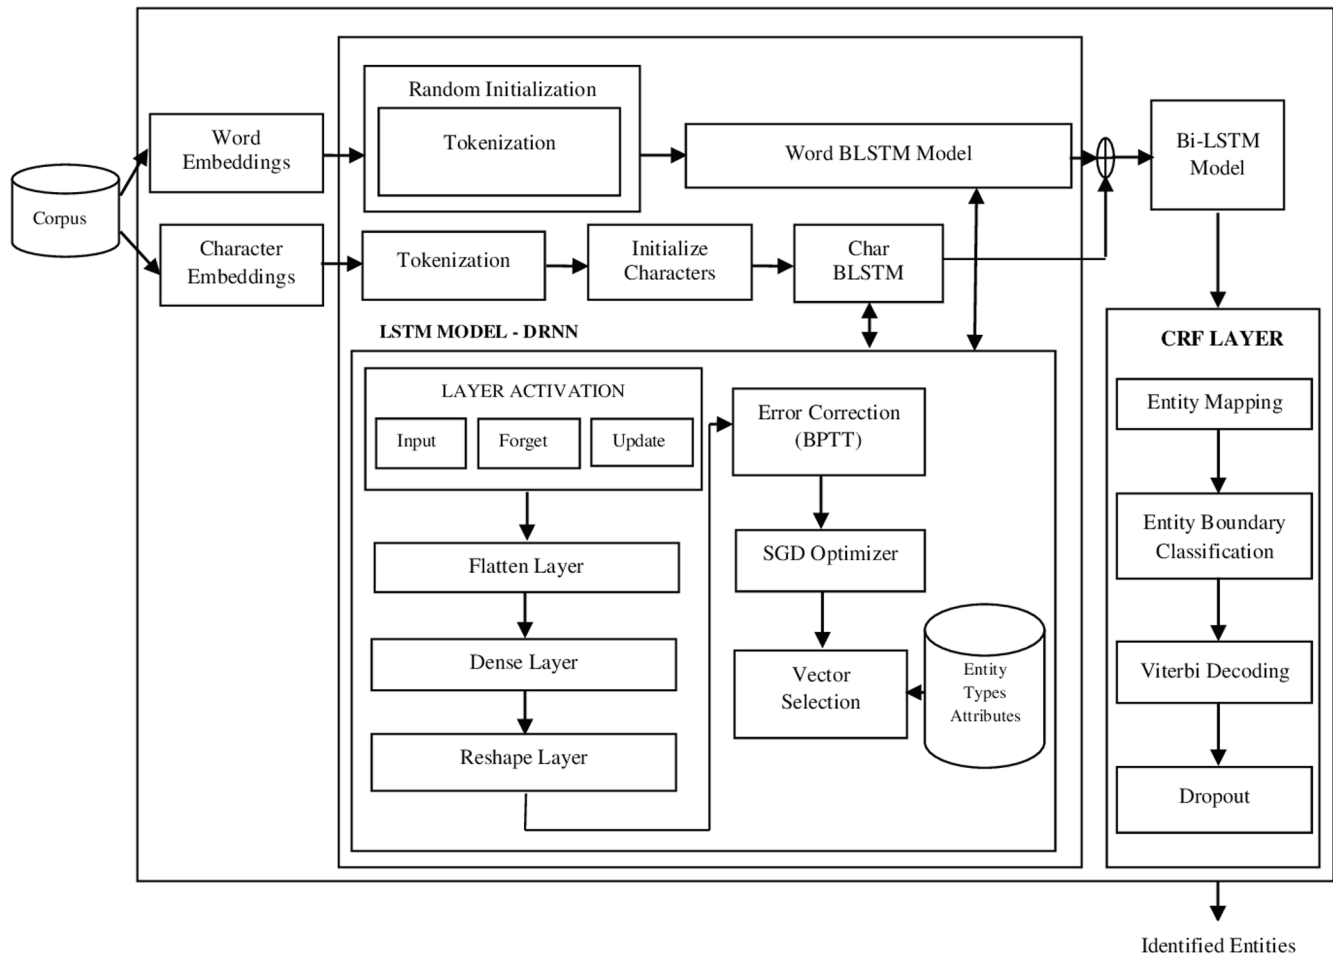 Corpus
Word
Embeddings
Character
Embeddings
Random Initialization
Tokenization
Word BLSTM Model
Bi-LSTM
Model
Tokenization
Initialize
Characters
Char
BLSTM
LSTM MODEL - DRNN
LAYER ACTIVATION
Input
Forget
Update
Flatten Layer
Dense Layer
Reshape Layer
Error Correction
(BPTT)
SGD Optimizer
Vector
Selection
Entity
Types
Attributes
CRF LAYER
Entity Mapping
Entity Boundary
Classification
Viterbi Decoding
Dropout
Identified Entities